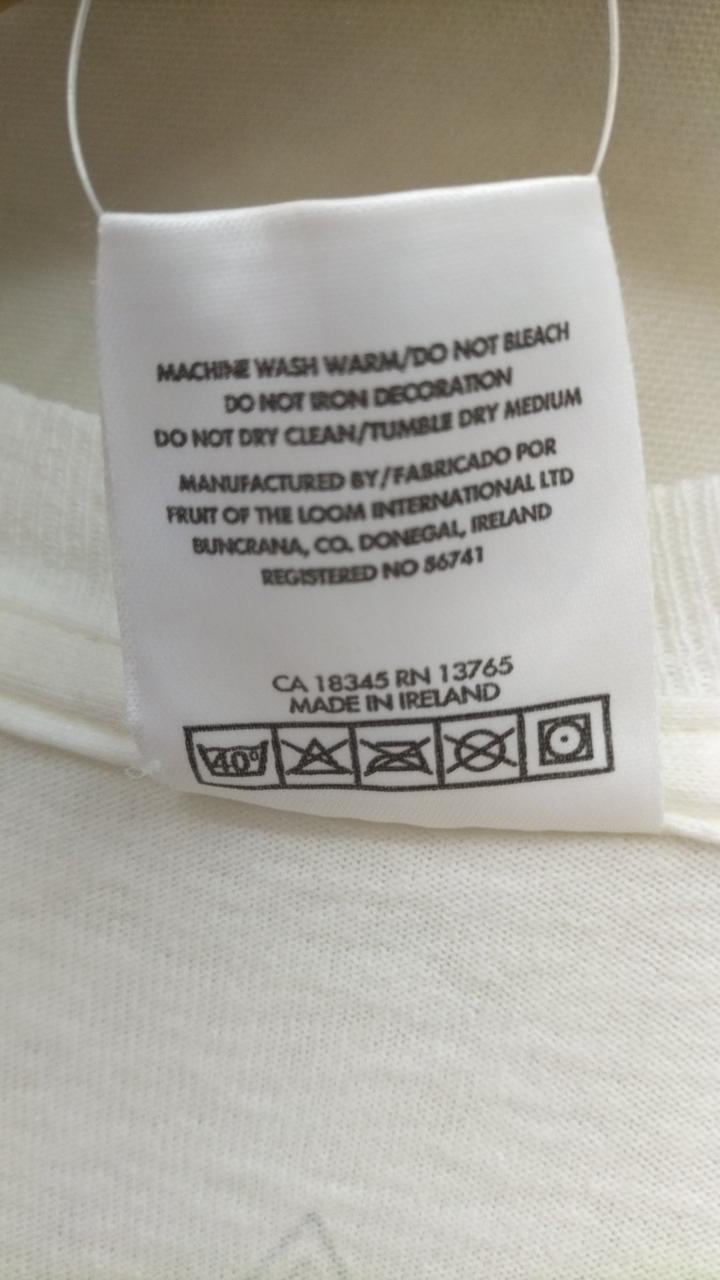 MACHINE WASH WARM/DO NOT BLEACH
DO NOT IRON DECORATION
DO NOT DRY CLEAN/TUMBLE DRY MEDIUM
MANUFACTURED BY/FABRICADO POR
FRUIT OF THE LOOM INTERNATIONAL LTD
BUNCRANA, CO. DONEGAL, IRELAND
REGISTERED NO 56741
CA 18345 RN 13765
MADE IN IRELAND
40°